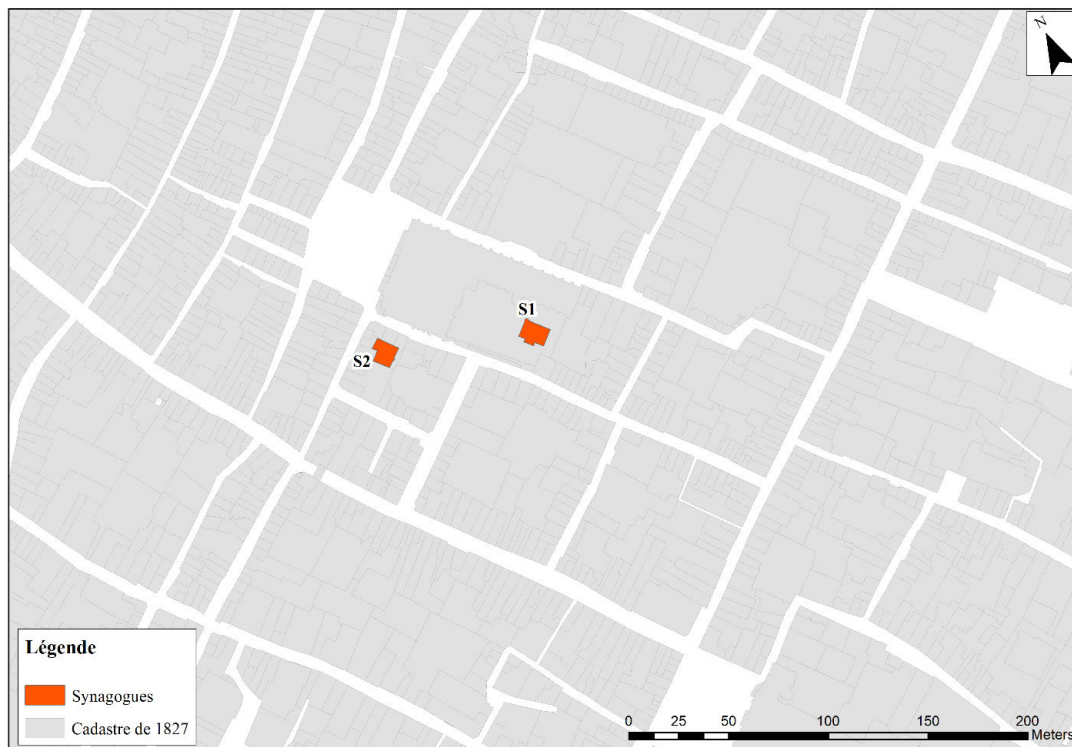 N
S1
S2
Légende
Synagogues
Cadastre de 1827
0 25 50 100 150 200
Meters